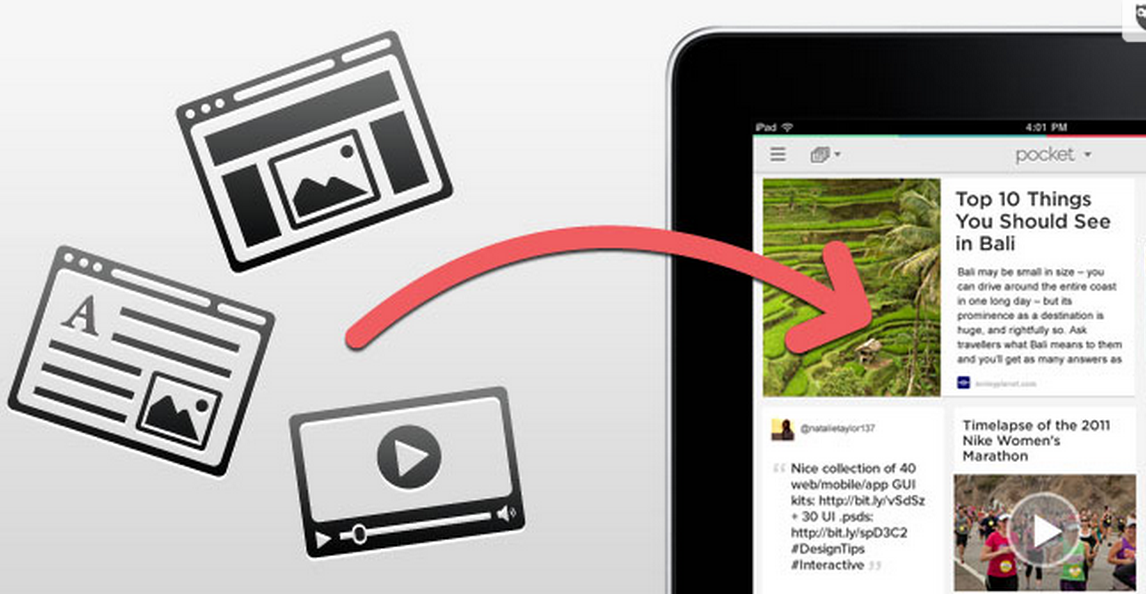 A
iPad
4:01 PM
pocket
Top 10 Things
You Should See
in Bali
Bali may be small in size – you
can drive around the entire coast
in one long day – but its
prominence as a destination is
huge, and rightfully so. Ask
travellers what Bali means to them
and you'll get as many answers as
@natalietaylor137
“ Nice collection of 40
web/mobile/app GUI
kits: http://bit.ly/vSdSz
+ 30 UI .psds:
http://bit.ly/spD3C2
#DesignTips
#Interactive ”
Timelapse of the 2011
Nike Women's
Marathon